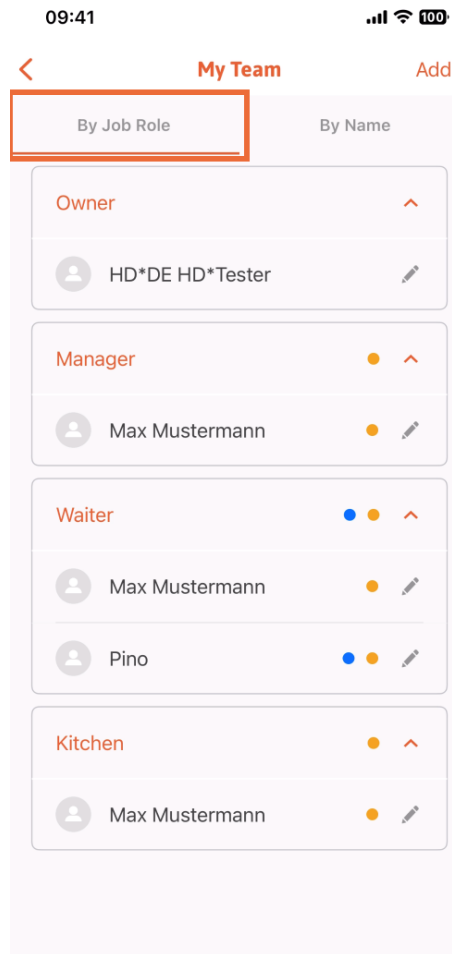 09:41
100
My Team
Add
By Job Role
By Name
Owner
HD*DE HD*Tester
Manager
Max Mustermann
Waiter
Max Mustermann
Pino
Kitchen
Max Mustermann